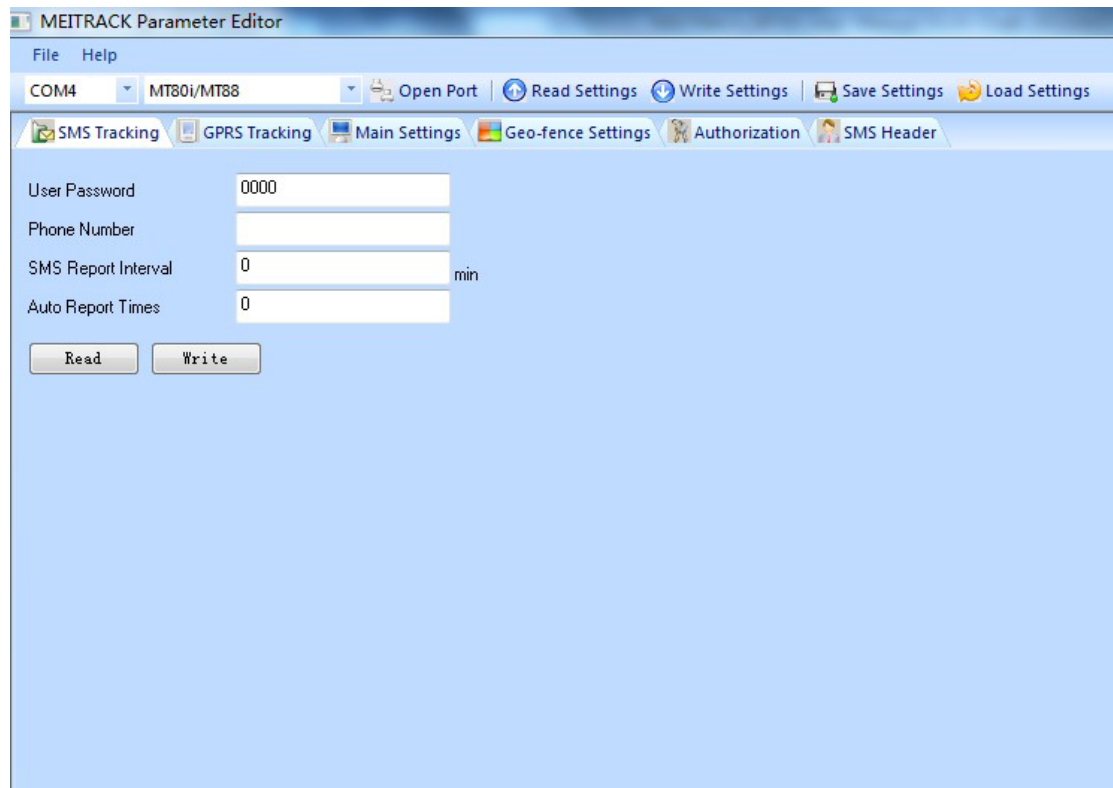 MEITRACK Parameter Editor
File Help
COM4 MT80i/MT88 Open Port Read Settings Write Settings Save Settings Load Settings
SMS Tracking GPRS Tracking Main Settings Geo-fence Settings Authorization SMS Header
User Password 0000
Phone Number
SMS Report Interval 0 min
Auto Report Times 0
Read Write